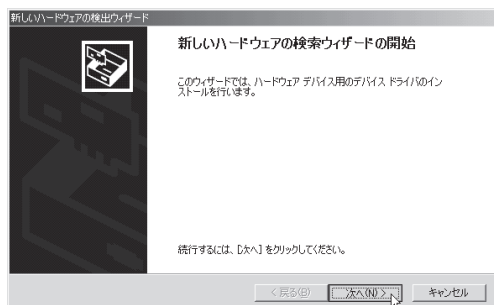 新しいハードウェアの検出ウィザード
新しいハードウェアの検索ウィザードの開始
このウィザードでは、ハードウェア デバイス用のデバイス ドライバのイン
ストールを行います。
続行するには、[次へ] をクリックしてください。
< 戻る(B)
次へ(N) >
キャンセル